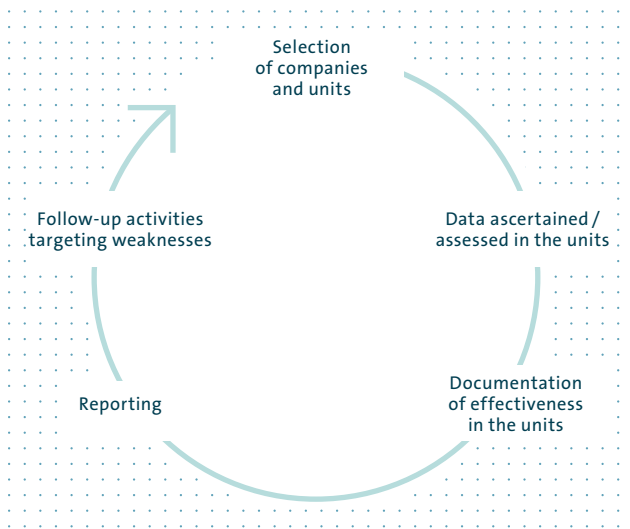 Selection
of companies
and units
Data ascertained /
assessed in the units
Documentation
of effectiveness
in the units
Reporting
Follow-up activities
targeting weaknesses